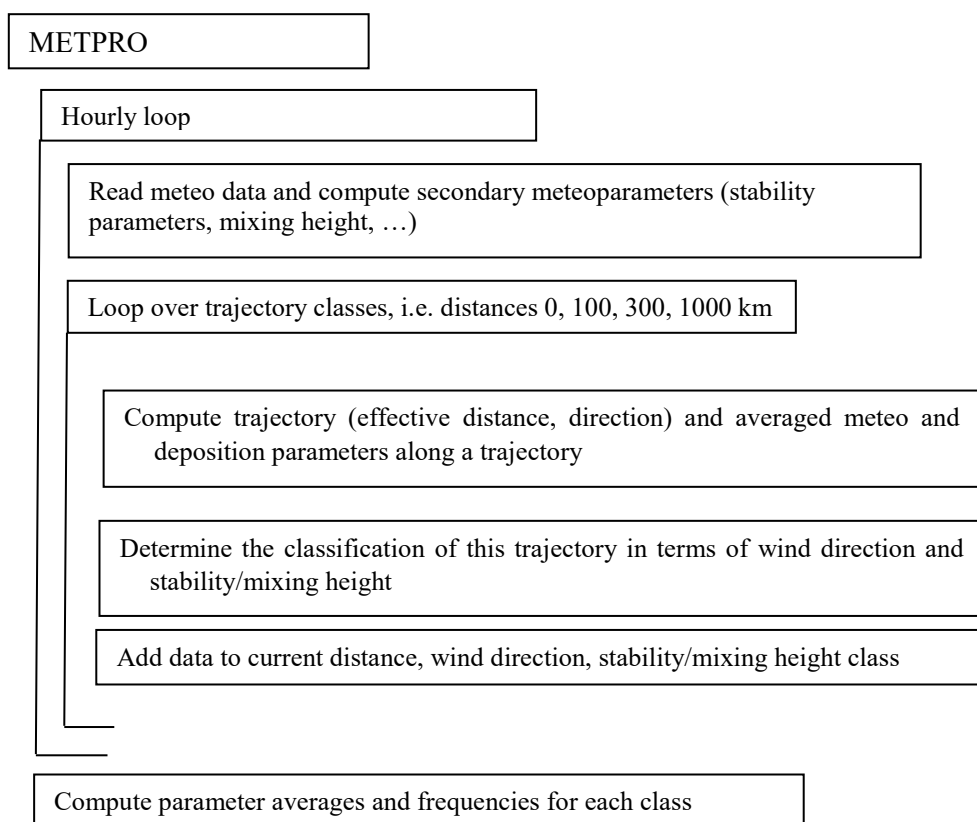 METPRO
Hourly loop
Read meteo data and compute secondary meteoparameters (stability
parameters, mixing height, …)
Loop over trajectory classes, i.e. distances 0, 100, 300, 1000 km
Compute trajectory (effective distance, direction) and averaged meteo and
deposition parameters along a trajectory
Determine the classification of this trajectory in terms of wind direction and
stability/mixing height
Add data to current distance, wind direction, stability/mixing height class
Compute parameter averages and frequencies for each class